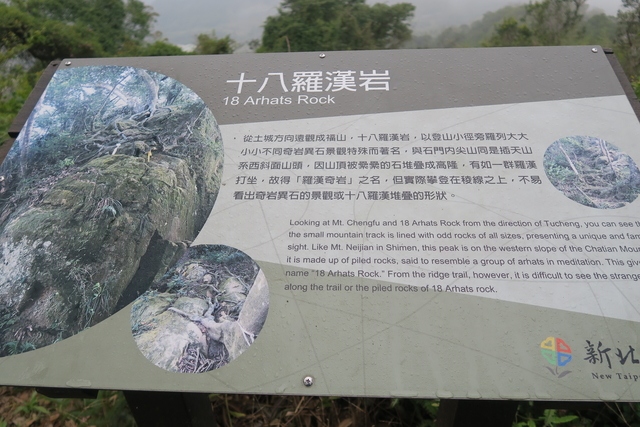 十八羅漢岩
18 Arhats Rock
從土城方向遠觀成福山，十八羅漢岩，以登山小徑旁羅列大大
小小不同奇岩異石景觀特殊而著名，與石門內尖山同是插天山
系西斜面山頭，因山頂被纍纍的石堆疊成高隆，有如一群羅漢
打坐，故得「羅漢奇岩」之名，但實際攀登在稜線之上，不易
看出奇岩異石的景觀或十八羅漢堆疊的形狀。
Looking at Mt. Chengfu and 18 Arhats Rock from the direction of Tucheng, you can see
the small mountain track is lined with odd rocks of all sizes, presenting a unique and
sight. Like Mt. Neijian in Shimen, this peak is on the western slope of the Chatian
it is made up of piled rocks, said to resemble a group of arhats in meditation. This
name "18 Arhats Rock." From the ridge trail, however, it is difficult to see the
along the trail or the piled rocks of 18 Arhats rock.
新北
New